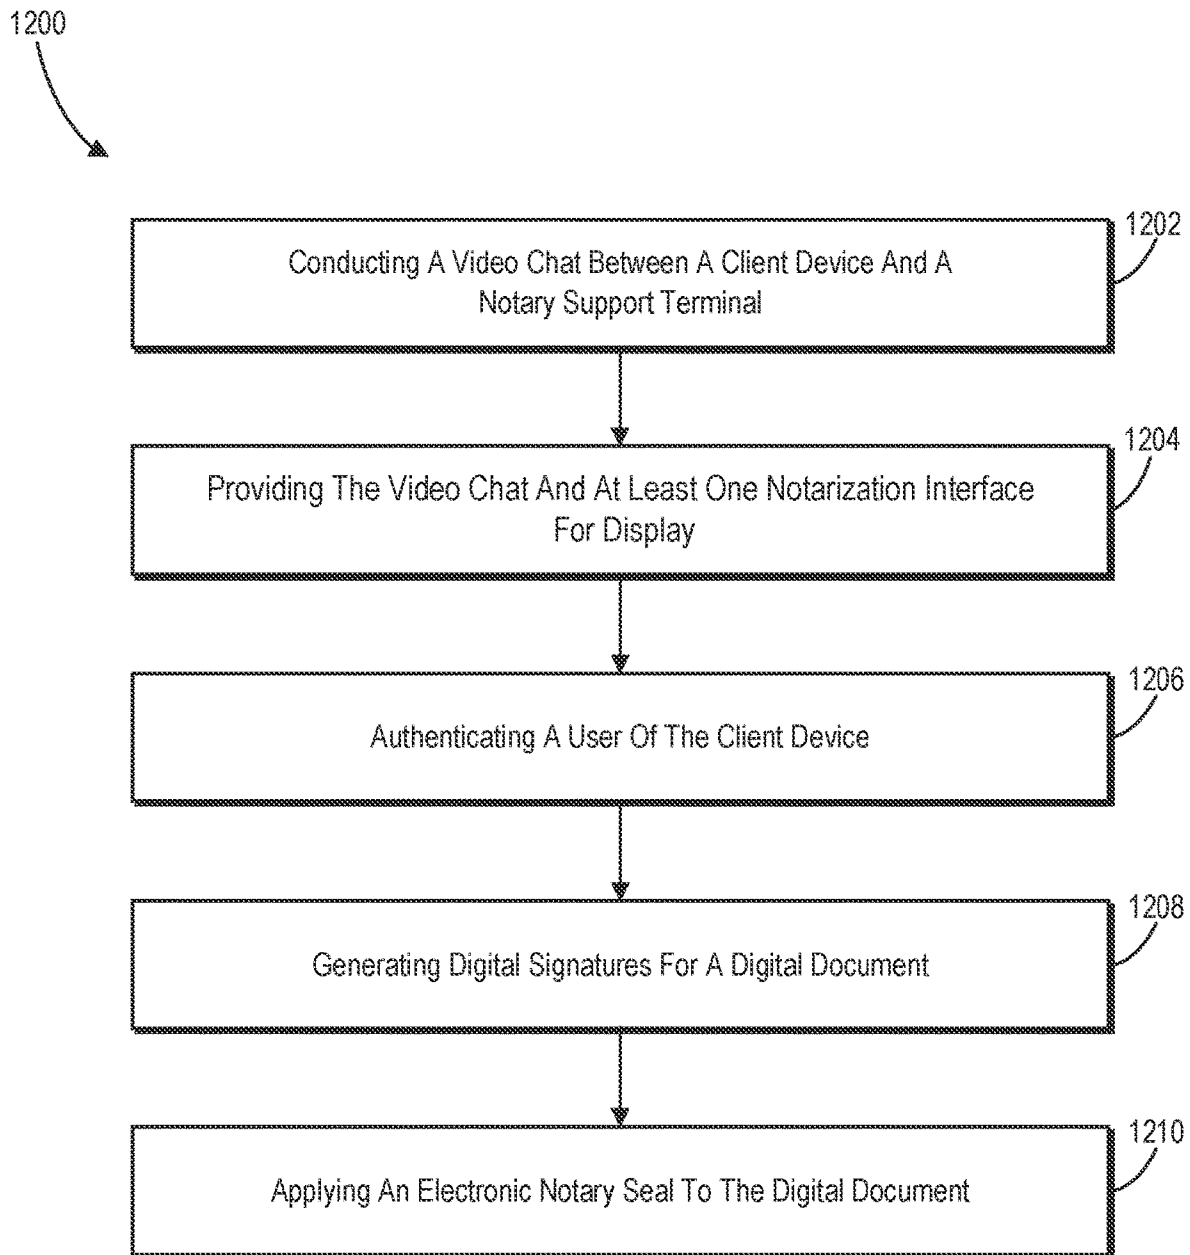 1200
1202
Conducting A Video Chat Between A Client Device And A
Notary Support Terminal
1204
Providing The Video Chat And At Least One Notarization Interface
For Display
1206
Authenticating A User Of The Client Device
1208
Generating Digital Signatures For A Digital Document
1210
Applying An Electronic Notary Seal To The Digital Document